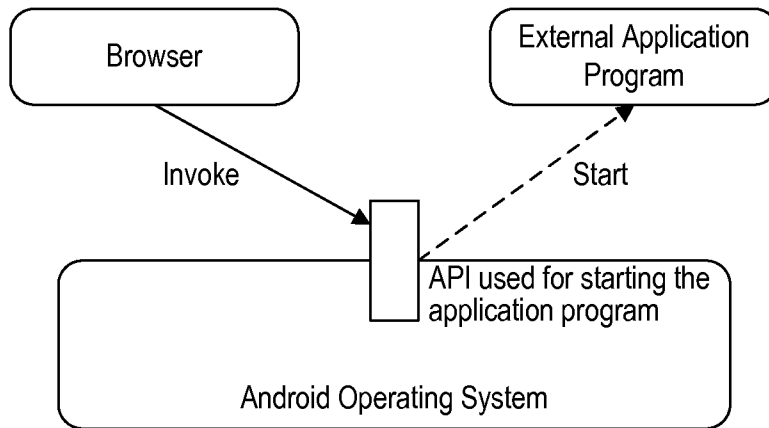 Browser
External Application
Program
Invoke
Start
API used for starting the
application program
Android Operating System